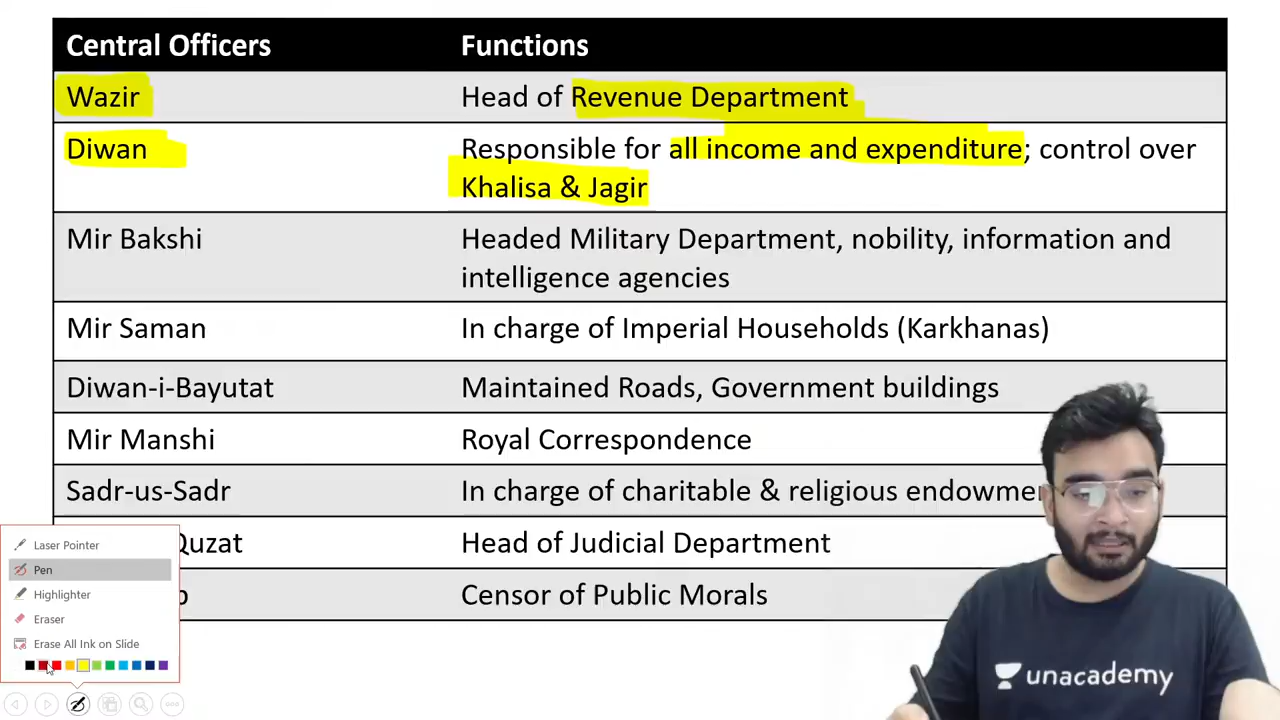 Central Officers Functions
Wazir Head of Revenue Department
Diwan Responsible for all income and expenditure; control over
Khalisa & Jagir
Mir Bakshi Headed Military Department, nobility, information and
intelligence agencies
Mir Saman In charge of Imperial Households (Karkhanas)
Diwan-i-Bayutat Maintained Roads, Government buildings
Mir Manshi Royal Correspondence
Sadr-us-Sadr In charge of charitable & religious
Quzat Head of Judicial Department
Censor of Public Morals
Laser Pointer
Pen
Highlighter
Eraser
Erase All Ink on Slide
unacademy